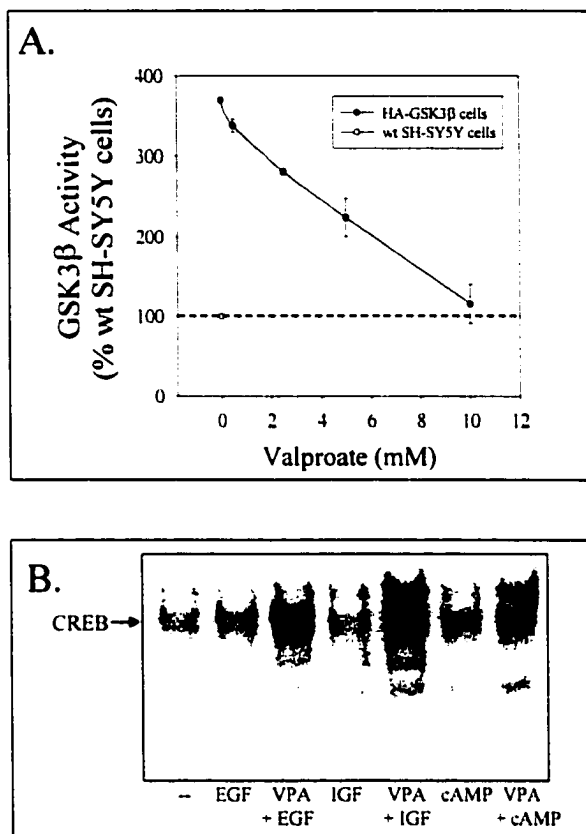 A.
400
300
200
100
0
GSK3β Activity
(% wt SH-SY5Y cells)
HA-GSK3β cells
wt SH-SY5Y cells
0 2 4 6 8 10 12
Valproate (mM)
B.
CREB
-- EGF VPA IGF VPA cAMP VPA
+ EGF + IGF + cAMP